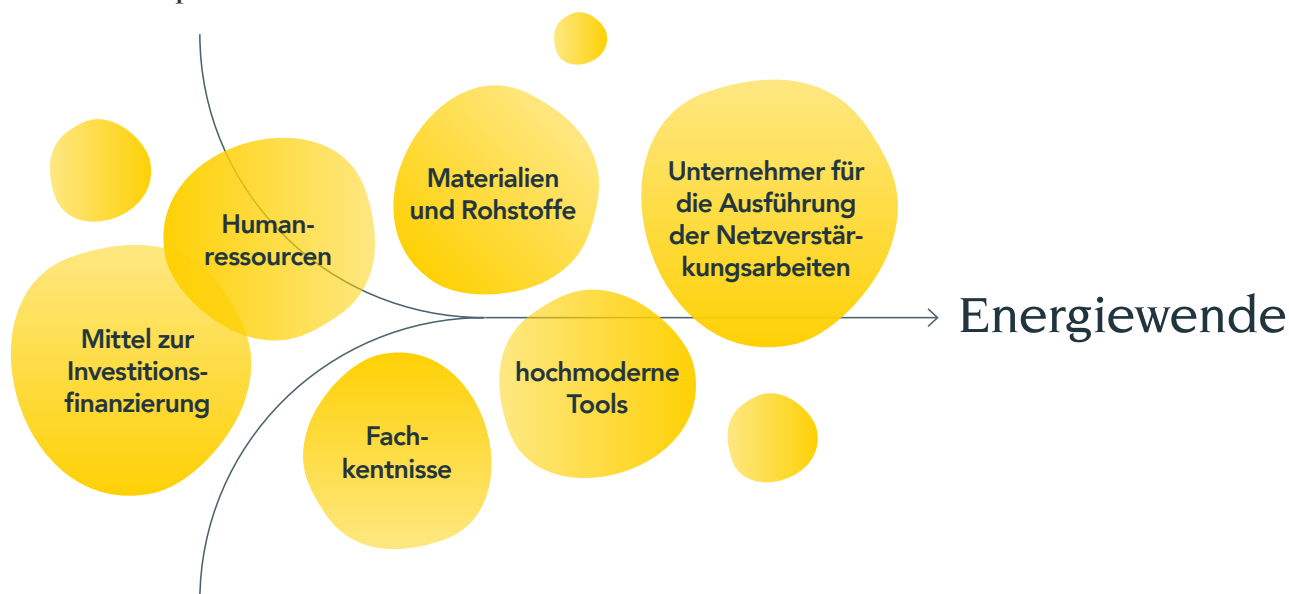 Materialien
und Rohstoffe
Unternehmer für
die Ausführung
der Netzverstär-
kungsarbeiten
Human-
ressourcen
Energiewende
Mittel zur
Investitions-
finanzierung
hochmoderne
Tools
Fach-
kentnisse